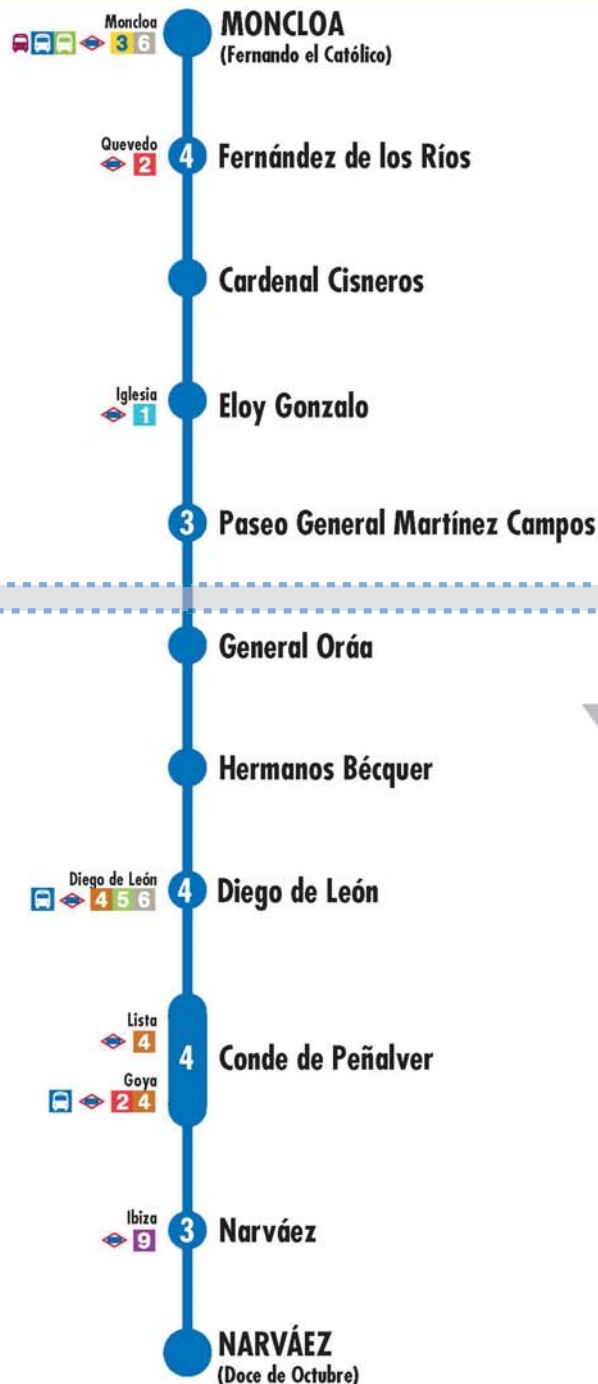 Moncloa
3 6
MONCLOA
(Fernando el Católico)
Quevedo
2
4
Fernández de los Ríos
Cardenal Cisneros
Iglesia
1
Eloy Gonzalo
3
Paseo General Martínez Campos
General Oráa
Hermanos Bécquer
Diego de León
4 5 6
4
Diego de León
Lista
4
Goya
2 4
4
Conde de Peñalver
Ibiza
9
3
Narváez
NARVÁEZ
(Doce de Octubre)